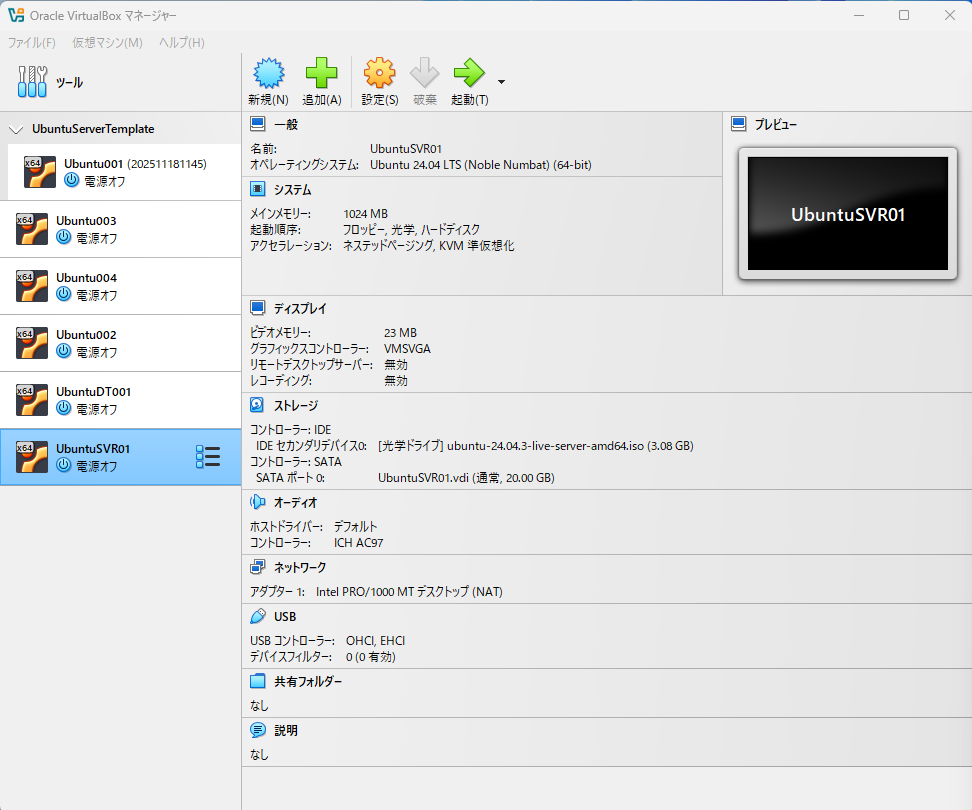 Oracle VirtualBox マネージャー
ファイル(F) 仮想マシン(M) ヘルプ(H)
ツール
新規(N) 追加(A) 設定(S) 破棄 起動(T)
UbuntuServerTemplate
x64 Ubuntu001 (202511181145)
電源オフ
x64 Ubuntu003
電源オフ
x64 Ubuntu004
電源オフ
x64 Ubuntu002
電源オフ
x64 UbuntuDT001
電源オフ
x64 UbuntuSVR01
電源オフ
一般
名前: UbuntuSVR01
オペレーティングシステム: Ubuntu 24.04 LTS (Noble Numbat) (64-bit)
システム
メインメモリー: 1024 MB
起動順序: フロッピー, 光学, ハードディスク
アクセラレーション: ネステッドページング, KVM 準仮想化
プレビュー
UbuntuSVR01
ディスプレイ
ビデオメモリー: 23 MB
グラフィックスコントローラー: VMSVGA
リモートデスクトップサーバー: 無効
レコーディング: 無効
ストレージ
コントローラー: IDE
IDE セカンダリデバイス0: [光学ドライブ] ubuntu-24.04.3-live-server-amd64.iso (3.08 GB)
コントローラー: SATA
SATA ポート 0: UbuntuSVR01.vdi (通常, 20.00 GB)
オーディオ
ホストドライバー: デフォルト
コントローラー: ICH AC97
ネットワーク
アダプター 1: Intel PRO/1000 MT デスクトップ (NAT)
USB
USB コントローラー: OHCI, EHCI
デバイスフィルター: 0 (0 有効)
共有フォルダー
なし
説明
なし